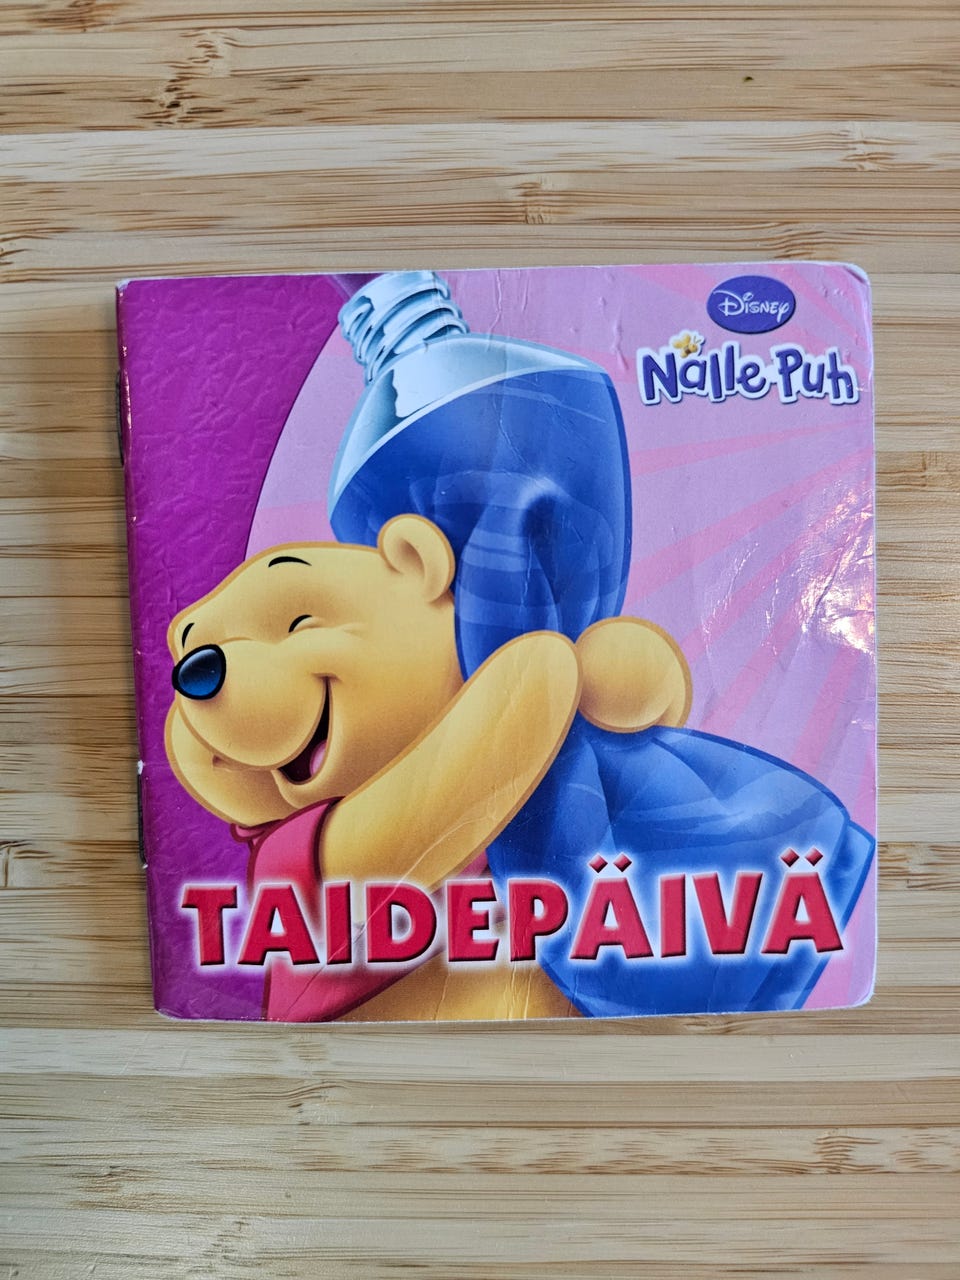 Disney
Nalle Puh
TAIDEPÄIVÄ